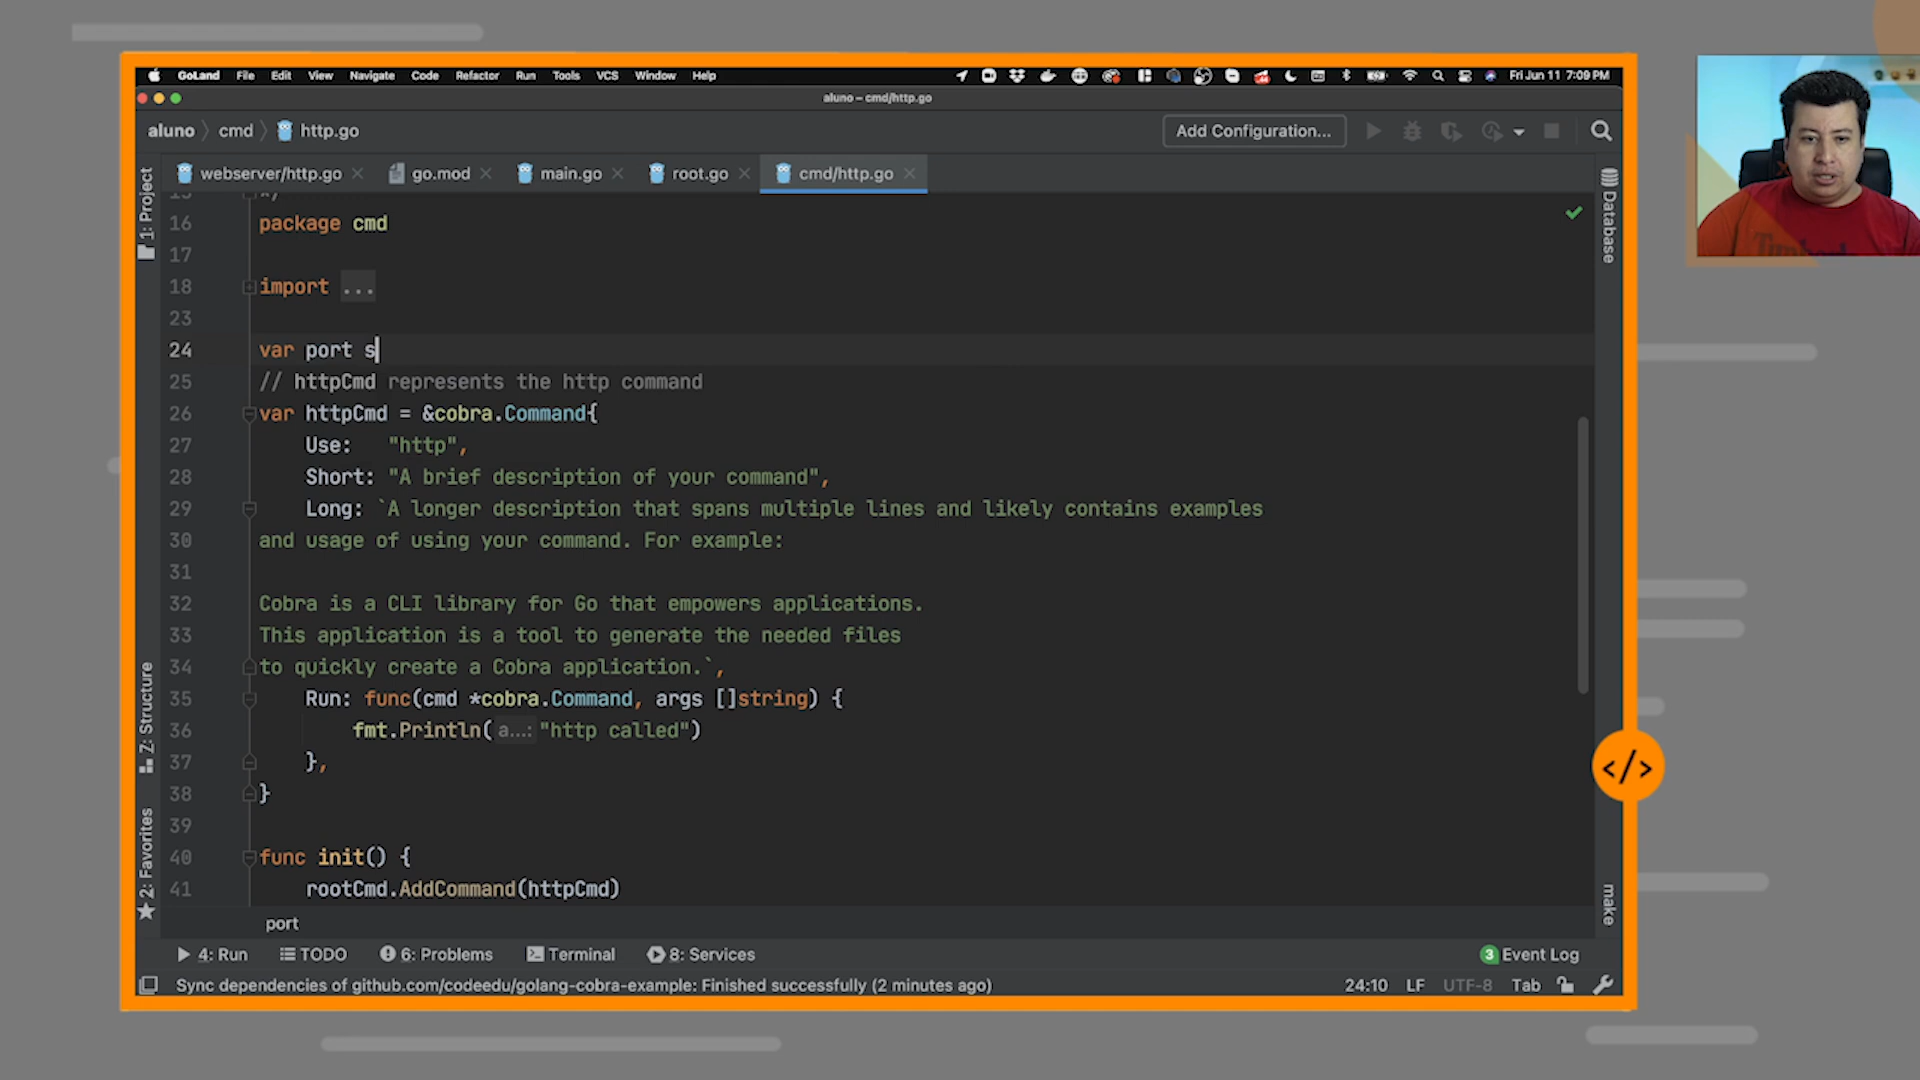 GoLand File Edit View Navigate Code Refactor Run Tools VCS Window Help Fri Jun 11 7:09 PM
aluno – cmd/http.go
aluno cmd http.go Add Configuration...
webserver/http.go go.mod main.go root.go cmd/http.go
1: Project
Database
15 */
16 package cmd
17
18 import ...
23
24 var port s
25 // httpCmd represents the http command
26 var httpCmd = &cobra.Command{
27 Use: "http",
28 Short: "A brief description of your command",
29 Long: `A longer description that spans multiple lines and likely contains examples
30 and usage of using your command. For example:
31
32 Cobra is a CLI library for Go that empowers applications.
33 This application is a tool to generate the needed files
34 to quickly create a Cobra application.`,
35 Run: func(cmd *cobra.Command, args []string) {
36 fmt.Println(a...: "http called")
37 },
38 }
39
40 func init() {
41 rootCmd.AddCommand(httpCmd)
Z: Structure
2: Favorites
make
</>
port
4: Run TODO 6: Problems Terminal 8: Services 3 Event Log
Sync dependencies of github.com/codeedu/golang-cobra-example: Finished successfully (2 minutes ago) 24:10 LF UTF-8 Tab